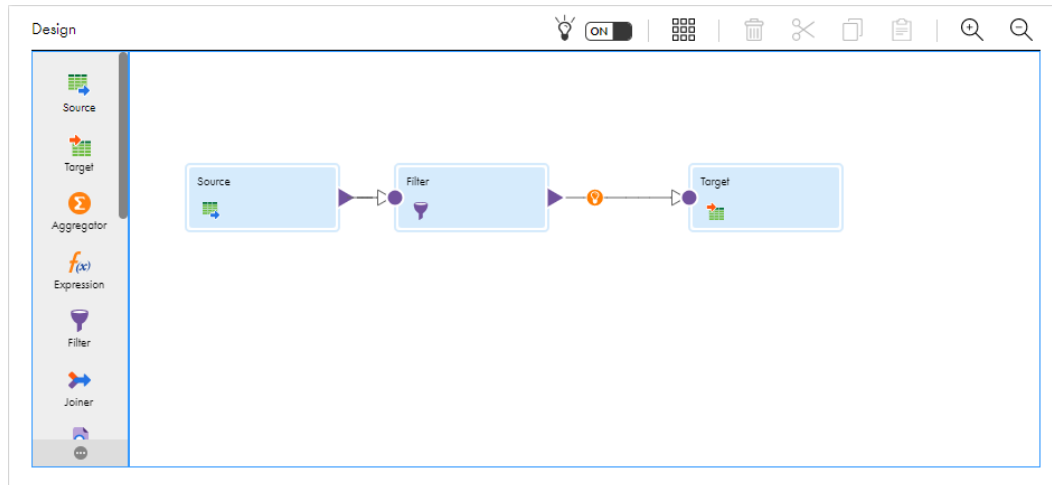 Design
ON
Source
Target
Aggregator
f(x)
Expression
Filter
Joiner
Source
Filter
Target